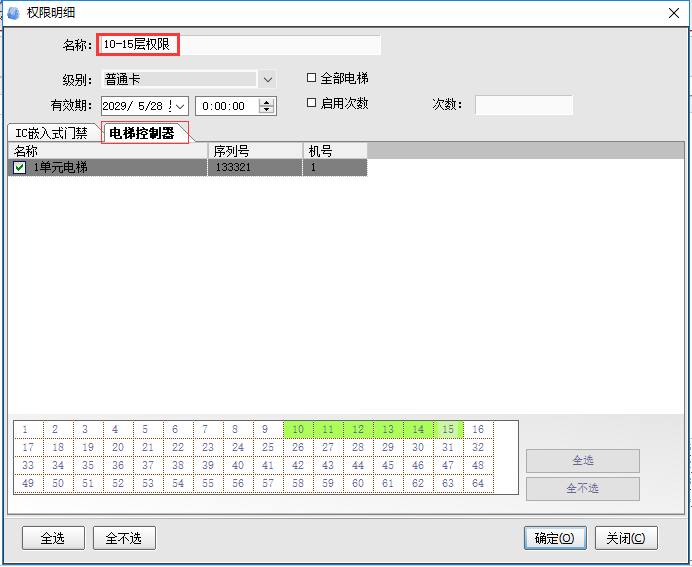 权限明细
名称： 10-15层权限
级别： 普通卡 全部电梯
有效期： 2029/ 5/28 0:00:00 启用次数 次数：
IC嵌入式门禁 电梯控制器
名称 序列号 机号
1单元电梯 133321 1
1 2 3 4 5 6 7 8 9 10 11 12 13 14 15 16
17 18 19 20 21 22 23 24 25 26 27 28 29 30 31 32
33 34 35 36 37 38 39 40 41 42 43 44 45 46 47 48
49 50 51 52 53 54 55 56 57 58 59 60 61 62 63 64
全选
全不选
全选 全不选 确定(O) 关闭(C)